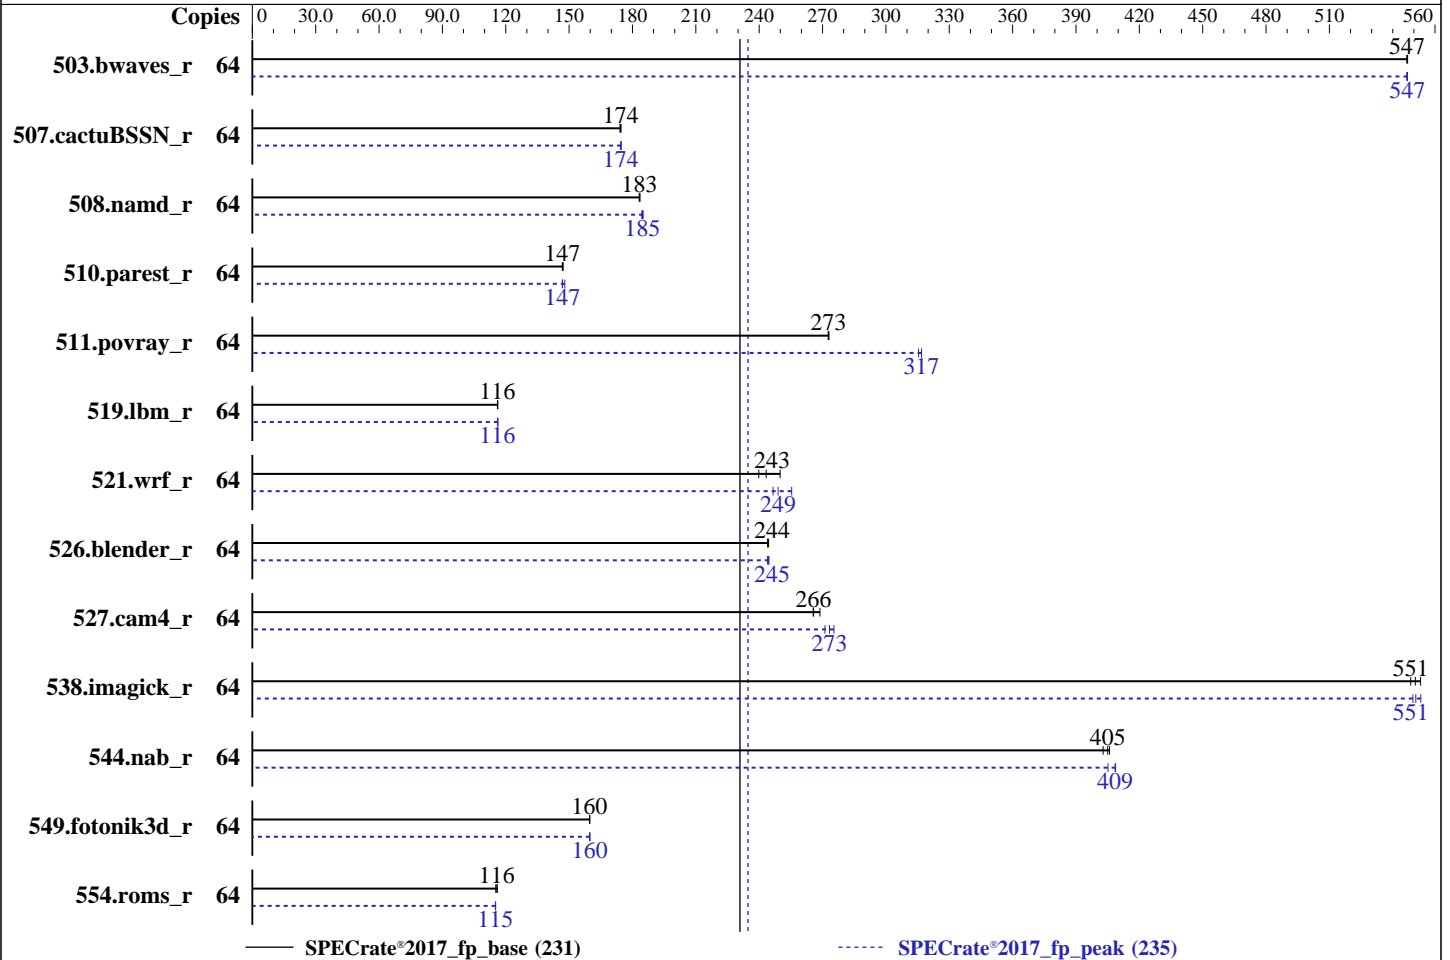 Copies 0 30.0 60.0 90.0 120 150 180 210 240 270 300 330 360 390 420 450 480 510 560
547
503.bwaves_r 64
547
174
507.cactuBSSN_r 64
174
183
508.namd_r 64
185
147
510.parest_r 64
147
273
511.povray_r 64
317
116
519.lbm_r 64
116
243
521.wrf_r 64
249
244
526.blender_r 64
245
266
527.cam4_r 64
273
551
538.imagick_r 64
551
405
544.nab_r 64
409
160
549.fotonik3d_r 64
160
116
554.roms_r 64
115
SPECrate®2017_fp_base (231) SPECrate®2017_fp_peak (235)